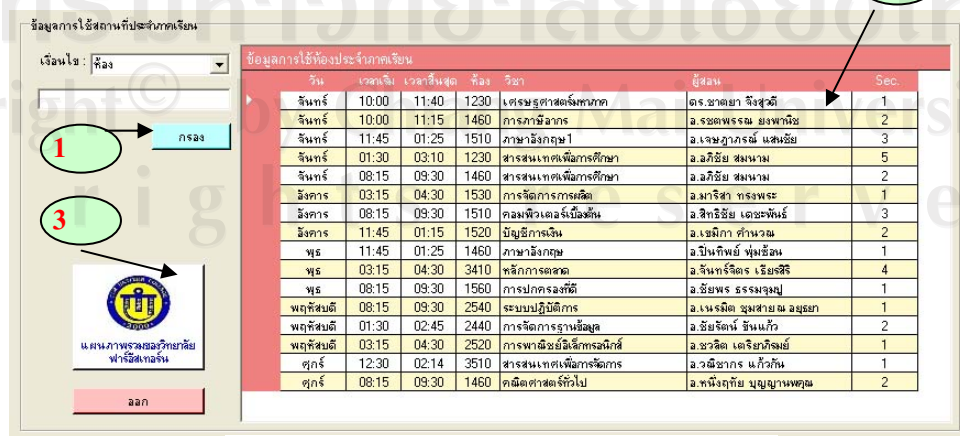 ข้อมูลการใช้สถานที่ประจำภาคเรียน
เงื่อนไข : ห้อง
กรอง
1
3
แผนภาพรวมของวิทยาลัย
ฟาร์อีสเทอร์น
ออก
ข้อมูลการใช้ห้องประจำภาคเรียน
วัน เวลาเริ่ม เวลาสิ้นสุด ห้อง วิชา ผู้สอน Sec.
จันทร์ 10:00 11:40 1230 เศรษฐศาสตร์มหภาค ดร.ชาตยา จึงสุวดี 1
จันทร์ 10:00 11:15 1460 การภาษีอากร อ.รชตพรรณ ยงพานิช 2
จันทร์ 11:45 01:25 1510 ภาษาอังกฤษ1 อ.เจษฎาภรณ์ แสนชัย 3
จันทร์ 01:30 03:10 1230 สารสนเทศเพื่อการศึกษา อ.อภิชัย สมนาม 5
จันทร์ 08:15 09:30 1460 สารสนเทศเพื่อการศึกษา อ.อภิชัย สมนาม 2
อังคาร 03:15 04:30 1530 การจัดการการผลิต อ.มาริสา ทรงพระ 1
อังคาร 08:15 09:30 1510 คอมพิวเตอร์เบื้องต้น อ.สิทธิชัย เตชะพันธ์ 3
อังคาร 11:45 01:15 1520 บัญชีการเงิน อ.เขมิกา คำนวณ 2
พุธ 11:45 01:25 1460 ภาษาอังกฤษ อ.ปิ่นทิพย์ พุ่มซ้อน 1
พุธ 03:15 04:30 3410 หลักการตลาด อ.จันทร์จิตร เธียรสิริ 4
พุธ 08:15 09:30 1560 การปกครองที่ดี อ.ชัยพร ธรรมจุมปู 1
พฤหัสบดี 08:15 09:30 2540 ระบบปฏิบัติการ อ.เนรมิต ชุมสาย ณ อยุธยา 1
พฤหัสบดี 01:30 02:45 2440 การจัดการฐานข้อมูล อ.ชัยรัตน์ ขันแก้ว 2
พฤหัสบดี 03:15 04:30 2520 การพาณิชย์อิเล็กทรอนิกส์ อ.ชวลิต เตริยาภิรมย์ 1
ศุกร์ 12:30 02:14 3510 สารสนเทศเพื่อการจัดการ อ.วณิชากร แก้วกัน 1
ศุกร์ 08:15 09:30 1460 คณิตศาสตร์ทั่วไป อ.หนึ่งฤทัย บุญญานพคุณ 2